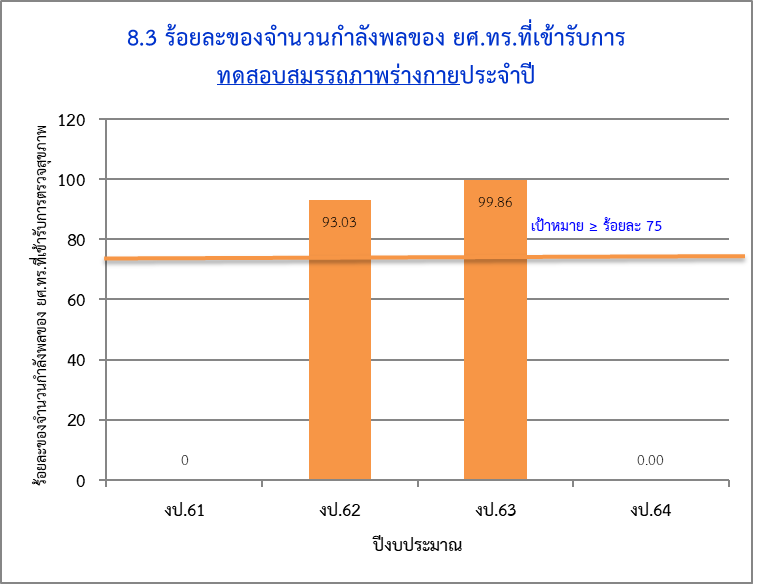 8.3 ร้อยละของจำนวนกำลังพลของ ยศ.ทร.ที่เข้ารับการ
ทดสอบสมรรถภาพร่างกายประจำปี
ร้อยละของจำนวนกำลังพลของ ยศ.ทร.ที่เข้ารับการตรวจสุขภาพ
120
100
80
60
40
20
0
0
93.03
99.86
0.00
เป้าหมาย ≥ ร้อยละ 75
งป.61
งป.62
งป.63
งป.64
ปีงบประมาณ